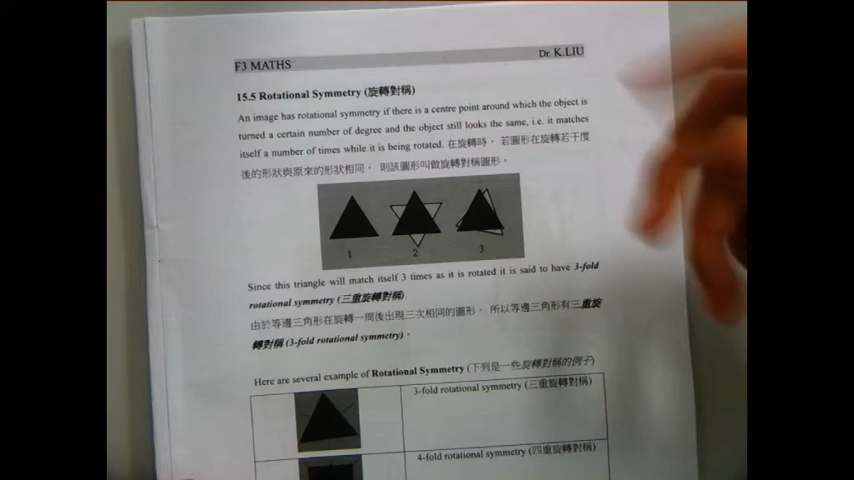 F3 MATHS Dr. K.LIU
15.5 Rotational Symmetry (旋轉對稱)
An image has rotational symmetry if there is a centre point around which the object is
turned a certain number of degree and the object still looks the same, i.e. it matches
itself a number of times while it is being rotated. 在旋轉時， 若圖形在旋轉若干度
後的形狀與原來的形狀相同， 則該圖形叫做旋轉對稱圖形。
1 2 3
Since this triangle will match itself 3 times as it is rotated it is said to have 3-fold
rotational symmetry (三重旋轉對稱)
由於等邊三角形在旋轉一周後出現三次相同的圖形， 所以等邊三角形有三重旋
轉對稱 (3-fold rotational symmetry)。
Here are several example of Rotational Symmetry (下列是一些旋轉對稱的例子)
3-fold rotational symmetry (三重旋轉對稱)
4-fold rotational symmetry (四重旋轉對稱)